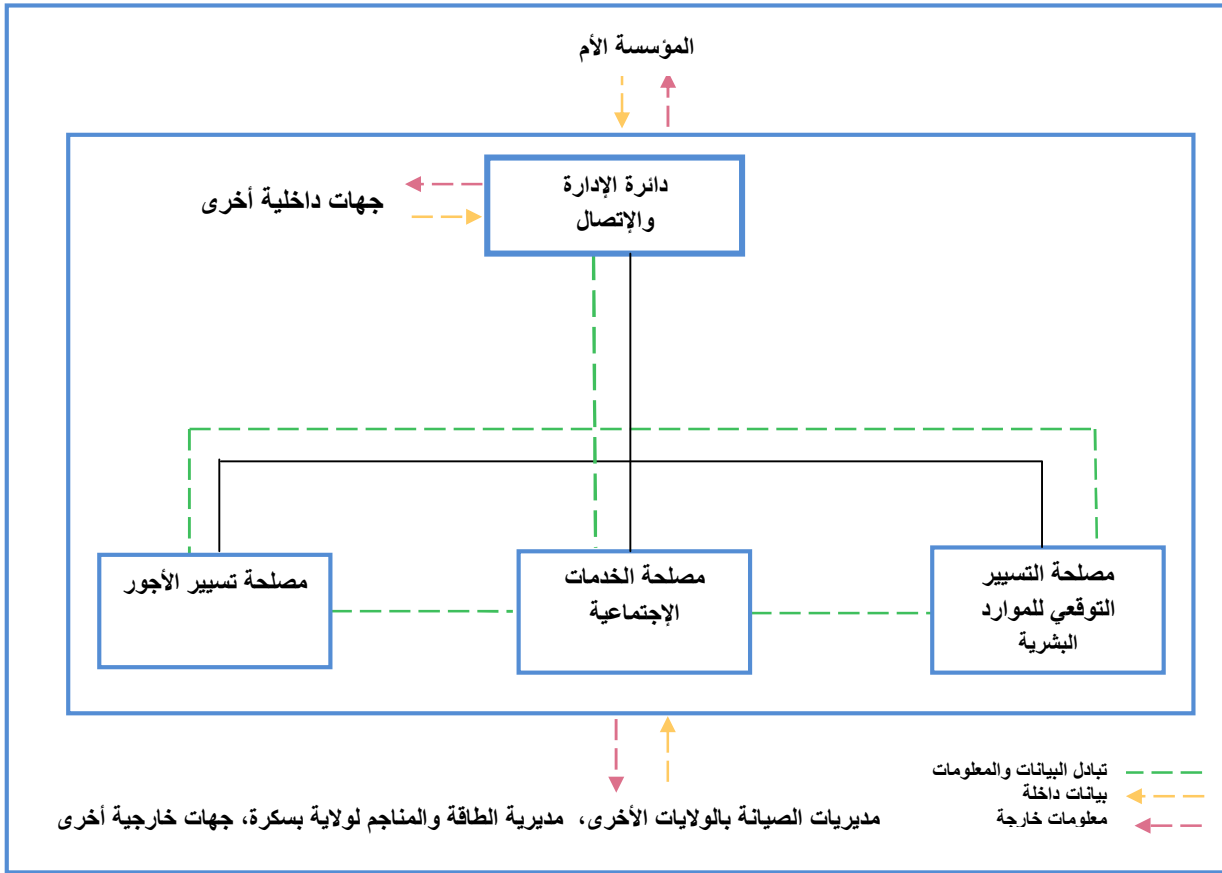 المؤسسة الأم
دائرة الإدارة
والإتصال
جهات داخلية أخرى
مصلحة التسيير
التوقعي للموارد
البشرية
مصلحة الخدمات
الإجتماعية
مصلحة تسيير الأجور
تبادل البيانات والمعلومات
بيانات داخلة
معلومات خارجة
مديريات الصيانة بالولايات الأخرى، مديرية الطاقة والمناجم لولاية بسكرة، جهات خارجية أخرى